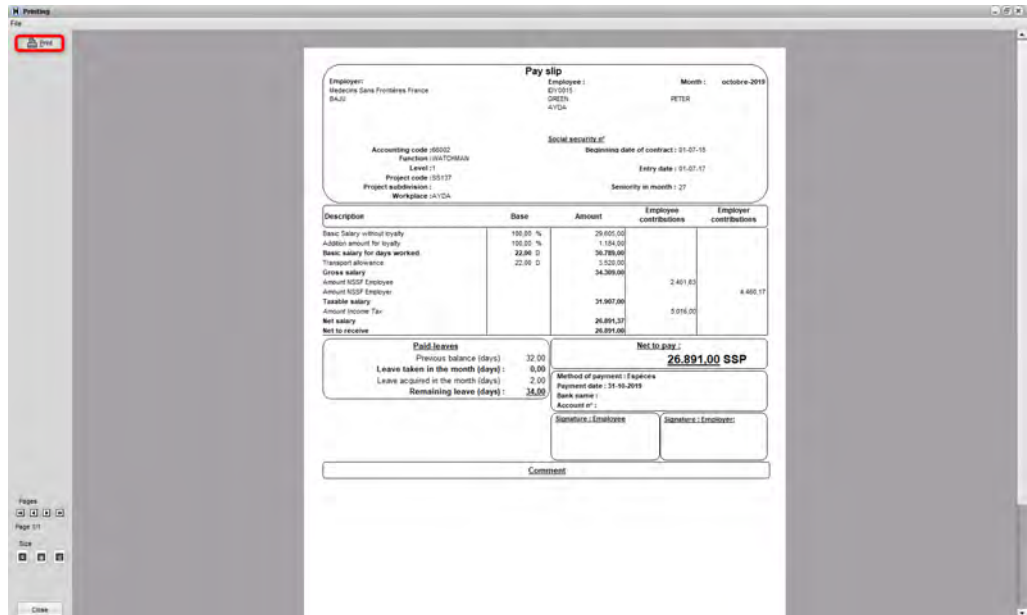 Printing
File
Print
Pay slip
Employer:
Medecins Sans Frontières France
BAJU
Employee :
IDY0015
GREEN PETER
AYDA
Month : octobre-2019
Social security n°
Accounting code :66002
Function :WATCHMAN
Level :1
Project code :SS137
Project subdivision :
Workplace :AYDA
Beginning date of contract : 01-07-15
Entry date : 01-07-17
Seniority in month : 27
Description Base Amount Employee contributions Employer contributions
Basic Salary without loyalty 100,00 % 29.605,00
Addition amount for loyalty 100,00 % 1.184,00
Basic salary for days worked 22,00 D 30.789,00
Transport allowance 22,00 D 3.520,00
Gross salary 34.309,00
Amount NSSF Employee 2.401,63
Amount NSSF Employer
Taxable salary 31.907,00
Amount Income Tax 5.016,00
Net salary 26.891,37
Net to receive 26.891,00
Paid leaves
Previous balance (days) 32,00
Leave taken in the month (days) : 0,00
Leave acquired in the month (days) 2,00
Remaining leave (days) : 34,00
Net to pay :
26.891,00 SSP
Method of payment : Espèces
Payment date : 31-10-2019
Bank name :
Account n° :
Signature : Employee
Signature : Employer:
Comment
Pages
Page 1/1
Size
Close